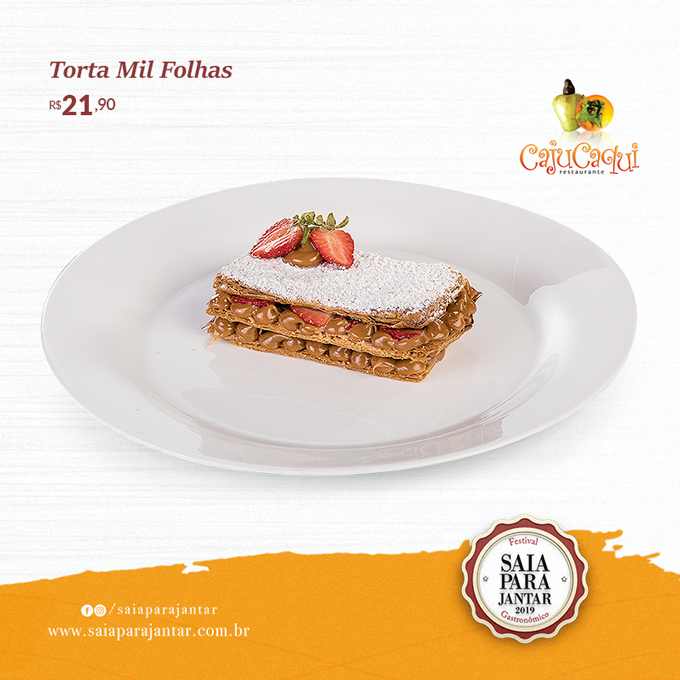 Torta Mil Folhas
R$21,90
CajuCaqui
restaurante
Festival
SAIA
PARA
JANTAR
2019
Gastronômico
/saiaparajantar
www.saiaparajantar.com.br